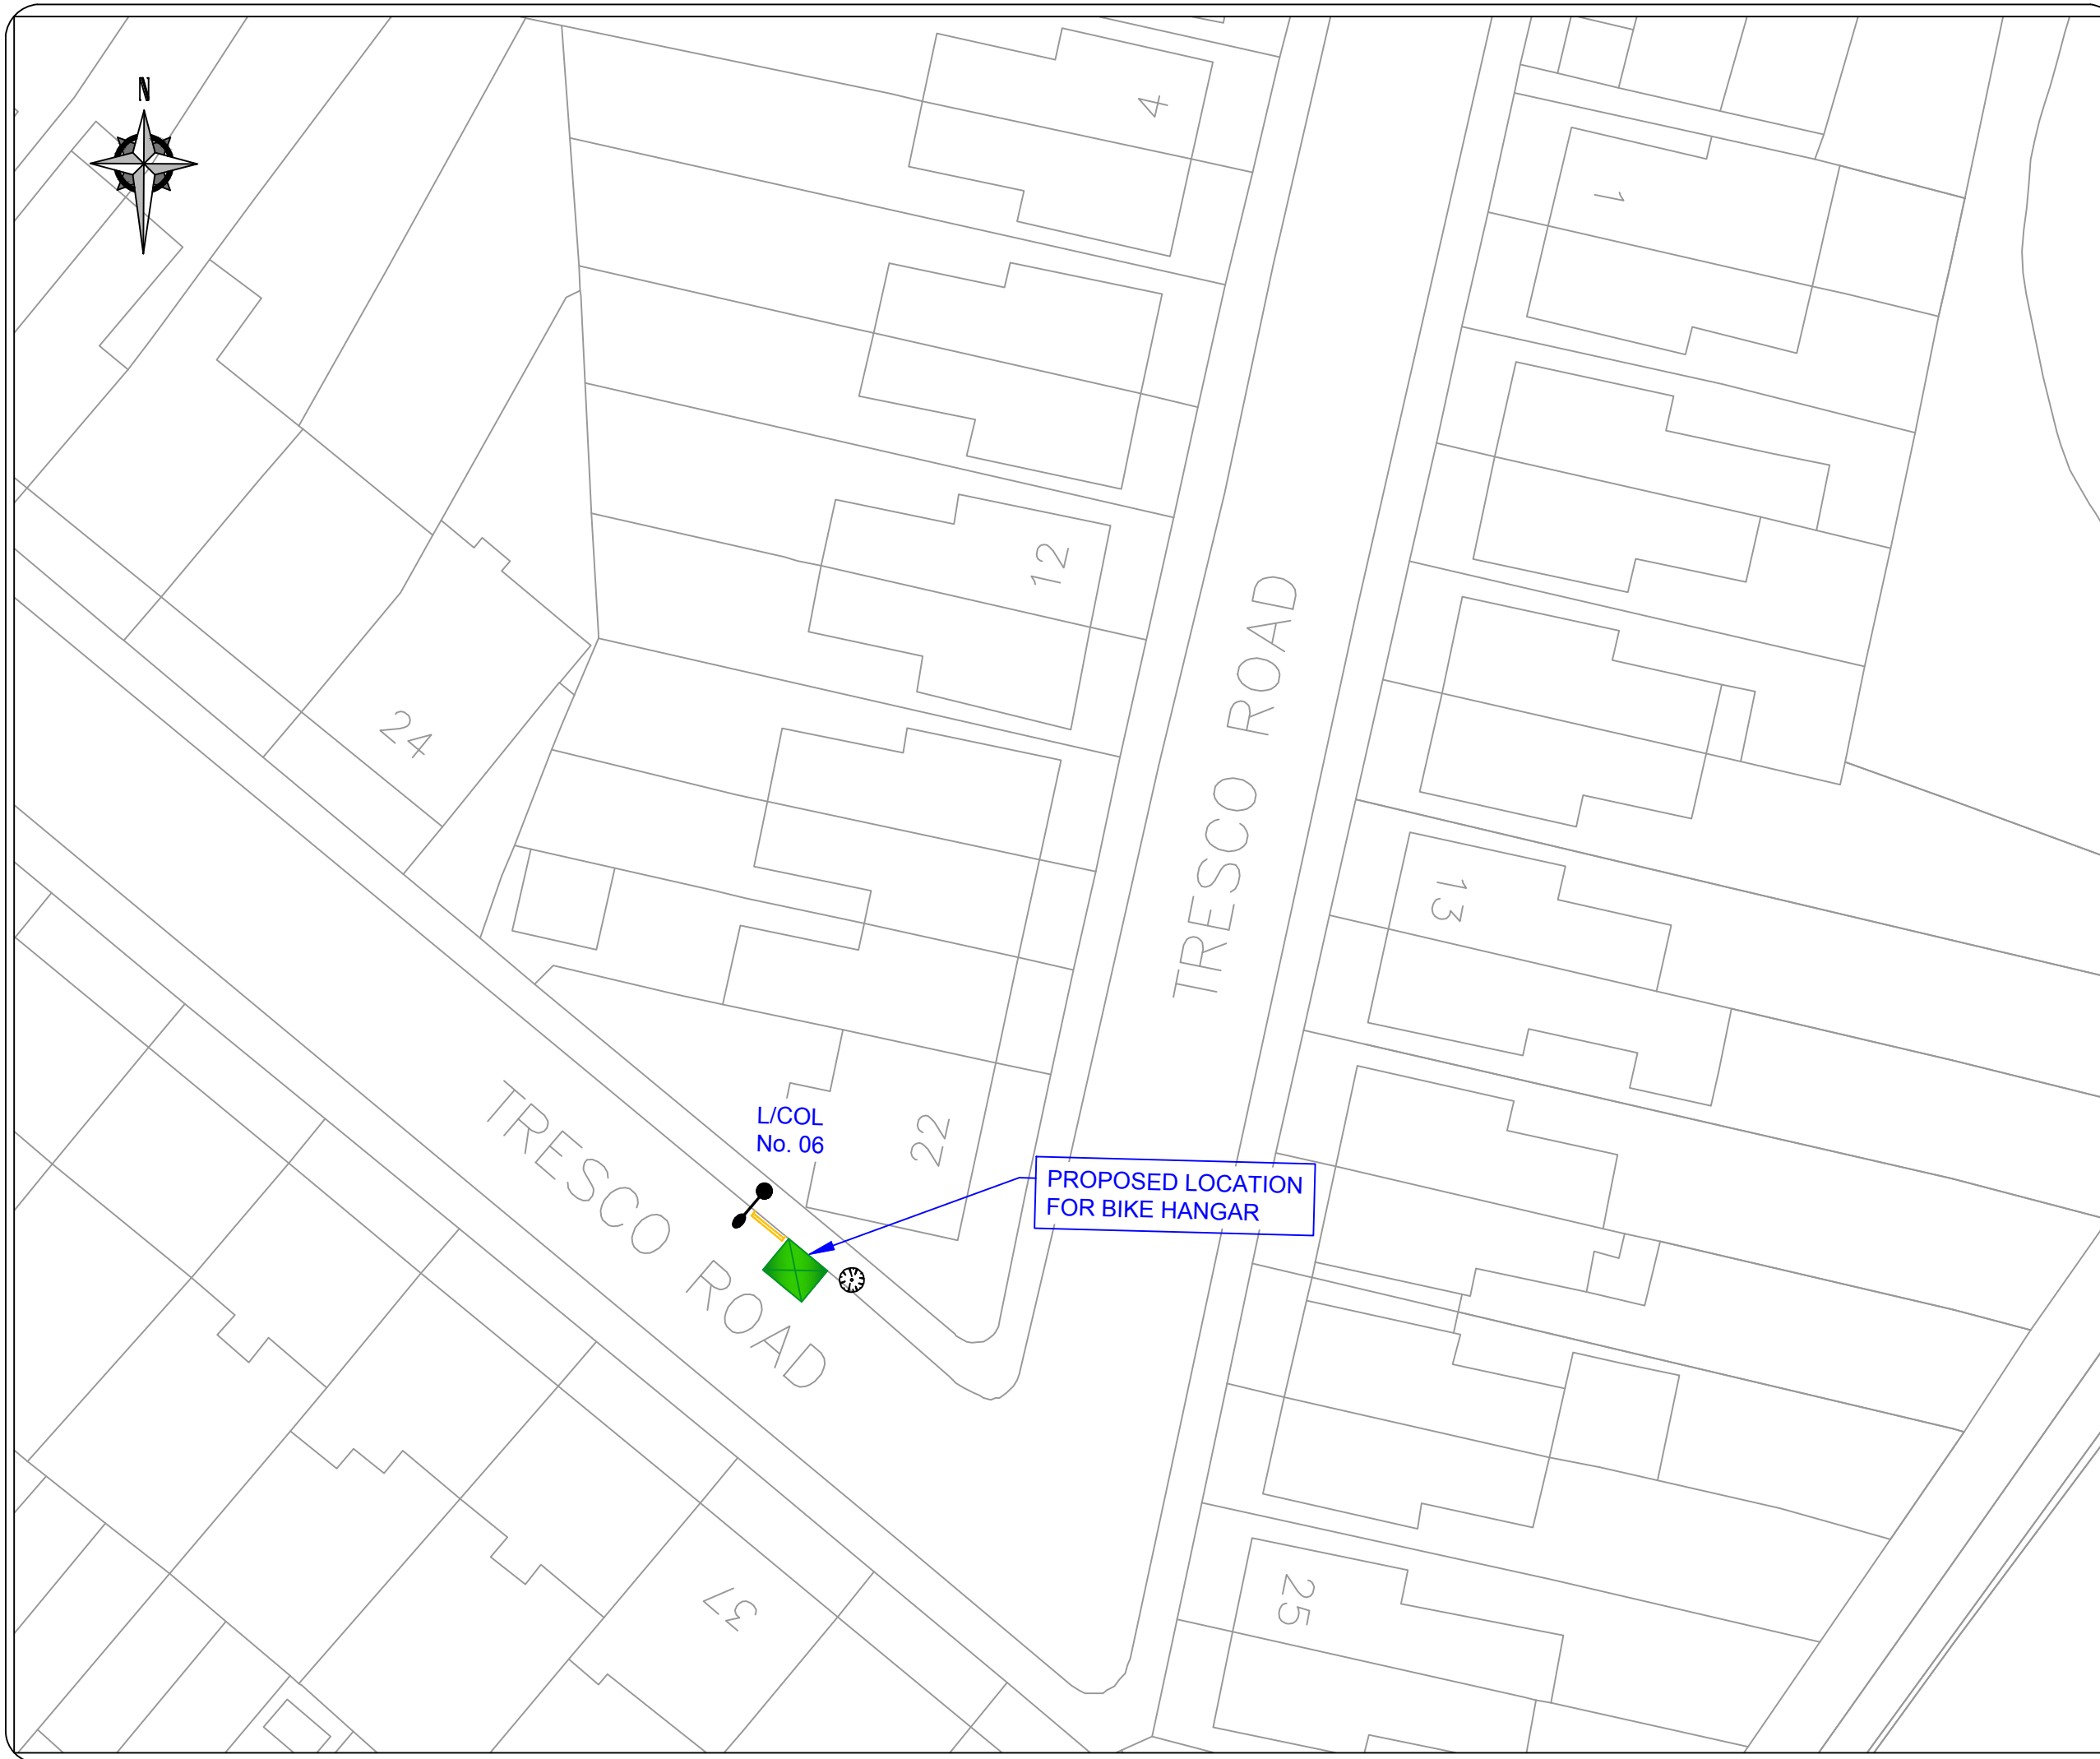 N
4
1
12
TRESCO ROAD
24
13
L/COL
No. 06
22
PROPOSED LOCATION
FOR BIKE HANGAR
TRESCO ROAD
37
25